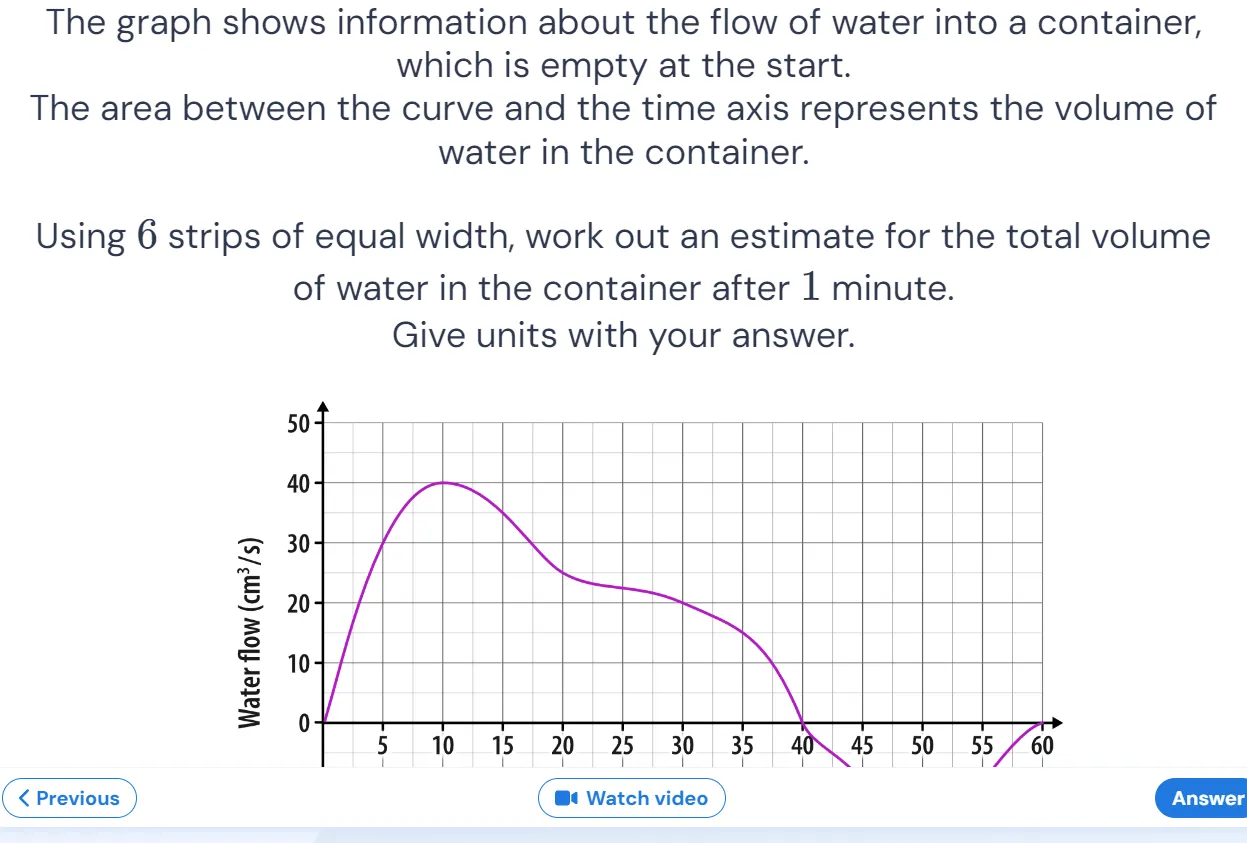 The graph shows information about the flow of water into a container,
which is empty at the start.
The area between the curve and the time axis represents the volume of
water in the container.
Using 6 strips of equal width, work out an estimate for the total volume
of water in the container after 1 minute.
Give units with your answer.
50
40
30
20
10
0
Water flow (cm³/s)
5 10 15 20 25 30 35 40 45 50 55 60
Previous
Watch video
Answer